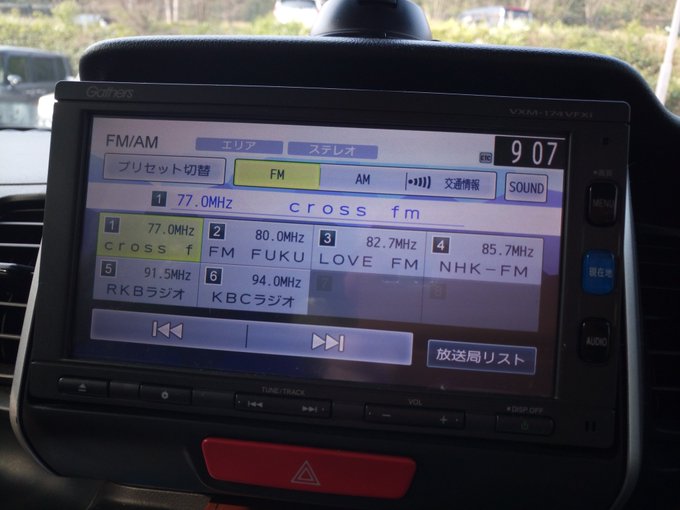 Gathers
VXM-174VFXi
FM/AM
エリア
ステレオ
ETC
9 07
プリセット切替
FM
AM
交通情報
SOUND
1 77.0MHz cross fm
1 77.0MHz
cross f
2 80.0MHz
FM FUKU
3 82.7MHz
LOVE FM
4 85.7MHz
NHK-FM
5 91.5MHz
RKBラジオ
6 94.0MHz
KBCラジオ
7
8
放送局リスト
MENU
現在地
AUDIO
TUNE/TRACK
VOL
DISP OFF